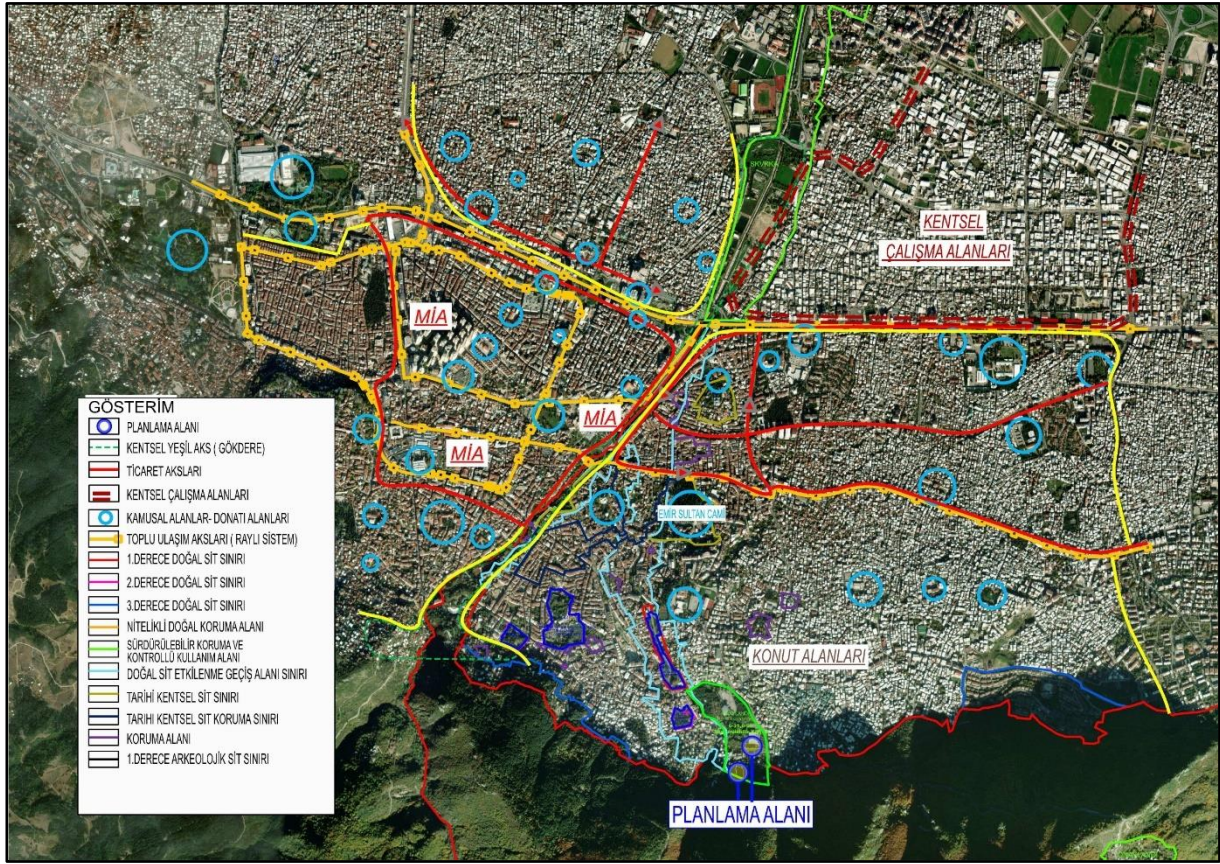 KENTSEL
ÇALIŞMA ALANLARI
MİA
MİA
MİA
EMİR SULTAN CAMİ
KONUT ALANLARI
PLANLAMA ALANI
GÖSTERİM
PLANLAMA ALANI
KENTSEL YEŞİL AKS ( GÖKDERE)
TİCARET AKSLARI
KENTSEL ÇALIŞMA ALANLARI
KAMUSAL ALANLAR- DONATI ALANLARI
TOPLU ULAŞIM AKSLARI ( RAYLI SİSTEM)
1.DERECE DOĞAL SİT SINIRI
2.DERECE DOĞAL SİT SINIRI
3.DERECE DOĞAL SİT SINIRI
NİTELİKLİ DOĞAL KORUMA ALANI
SÜRDÜRÜLEBİLİR KORUMA VE
KONTROLLÜ KULLANIM ALANI
DOĞAL SİT ETKİLENME GEÇİŞ ALANI SINIRI
TARİHİ KENTSEL SİT SINIRI
TARIHI KENTSEL SIT KORUMA SINIRI
KORUMA ALANI
1.DERECE ARKEOLOJİK SİT SINIRI